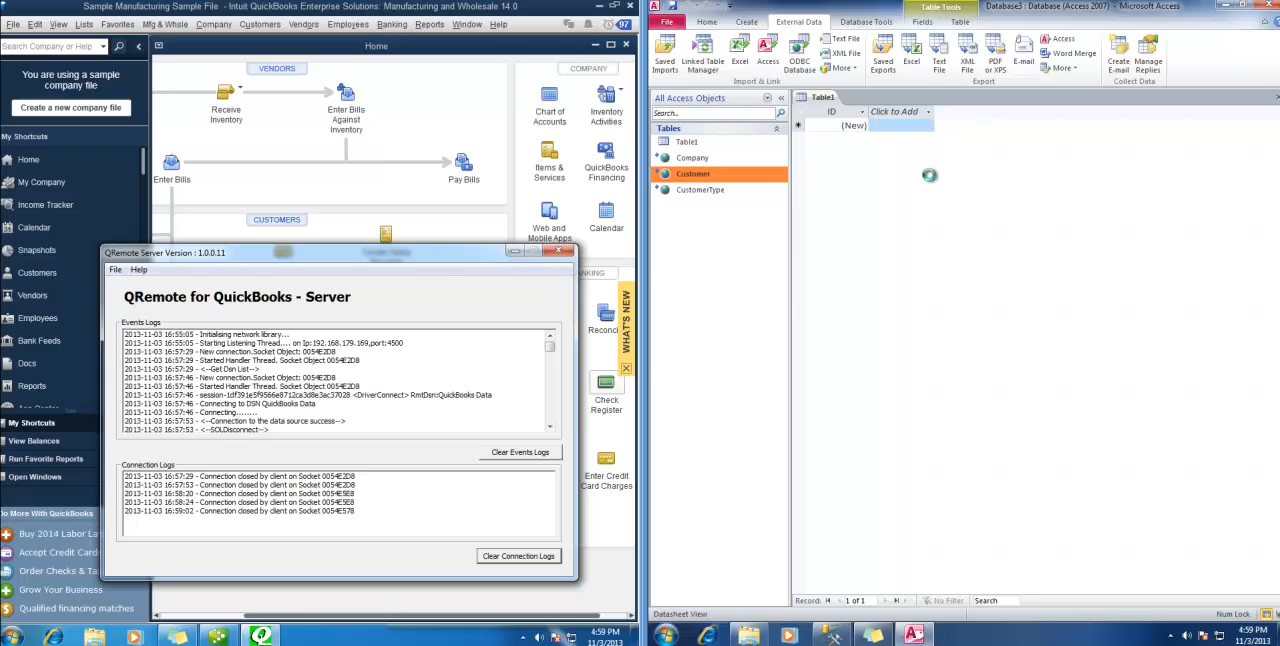 Sample Manufacturing Sample File - Intuit QuickBooks Enterprise Solutions: Manufacturing and Wholesale 14.0
File Edit View Lists Favorites Mfg & Whsle Company Customers Vendors Employees Banking Reports Window Help 97
Search Company or Help
Home
You are using a sample
company file
Create a new company file
My Shortcuts
Home
My Company
Income Tracker
Calendar
Snapshots
Customers
Vendors
Employees
Bank Feeds
Docs
Reports
My Shortcuts
View Balances
Run Favorite Reports
Open Windows
Do More With QuickBooks
Buy 2014 Labor La
Accept Credit Card
Order Checks & Ta
Grow Your Business
Qualified financing matches
VENDORS
Receive
Inventory
Enter Bills
Against
Inventory
Enter Bills
Pay Bills
CUSTOMERS
COMPANY
Chart of
Accounts
Inventory
Activities
Items &
Services
QuickBooks
Financing
Web and
Mobile Apps
Calendar
NKING
Reconci
WHAT'S NEW
Check
Register
Enter Credit
Card Charges
QRemote Server Version : 1.0.0.11
File Help
QRemote for QuickBooks - Server
Events Logs
2013-11-03 16:55:05 - Initialising network library...
2013-11-03 16:55:05 - Starting Listening Thread.... on Ip:192.168.179.169,port:4500
2013-11-03 16:57:29 - New connection.Socket Object: 0054E2D8
2013-11-03 16:57:29 - Started Handler Thread. Socket Object 0054E2D8
2013-11-03 16:57:29 - <--Get Dsn List-->
2013-11-03 16:57:46 - New connection.Socket Object: 0054E2D8
2013-11-03 16:57:46 - Started Handler Thread. Socket Object 0054E2D8
2013-11-03 16:57:46 - session-1df391e5f9566e8712ca3d8e3ac37028 <DriverConnect> RmtDsn:QuickBooks Data
2013-11-03 16:57:46 - Connecting to DSN QuickBooks Data
2013-11-03 16:57:46 - Connecting........
2013-11-03 16:57:53 - <--Connection to the data source success-->
2013-11-03 16:57:53 - <--SQLDisconnect-->
Clear Events Logs
Connection Logs
2013-11-03 16:57:29 - Connection closed by client on Socket 0054E2D8
2013-11-03 16:57:53 - Connection closed by client on Socket 0054E2D8
2013-11-03 16:58:20 - Connection closed by client on Socket 0054E5E8
2013-11-03 16:58:24 - Connection closed by client on Socket 0054E5E8
2013-11-03 16:59:02 - Connection closed by client on Socket 0054E578
Clear Connection Logs
4:59 PM
11/3/2013
Table Tools
Database3 : Database (Access 2007) - Microsoft Access
File Home Create External Data Database Tools Fields Table
Saved
Imports
Linked Table
Manager
Excel
Access
ODBC
Database
Text File
XML File
More
Import & Link
Saved
Exports
Excel
Text
File
XML
File
PDF
or XPS
E-mail
Access
Word Merge
More
Export
Create
E-mail
Manage
Replies
Collect Data
All Access Objects
Search...
Tables
Table1
Company
Customer
CustomerType
Table1
ID Click to Add
(New)
Record: 1 of 1 No Filter Search
Datasheet View
Num Lock
4:59 PM
11/3/2013